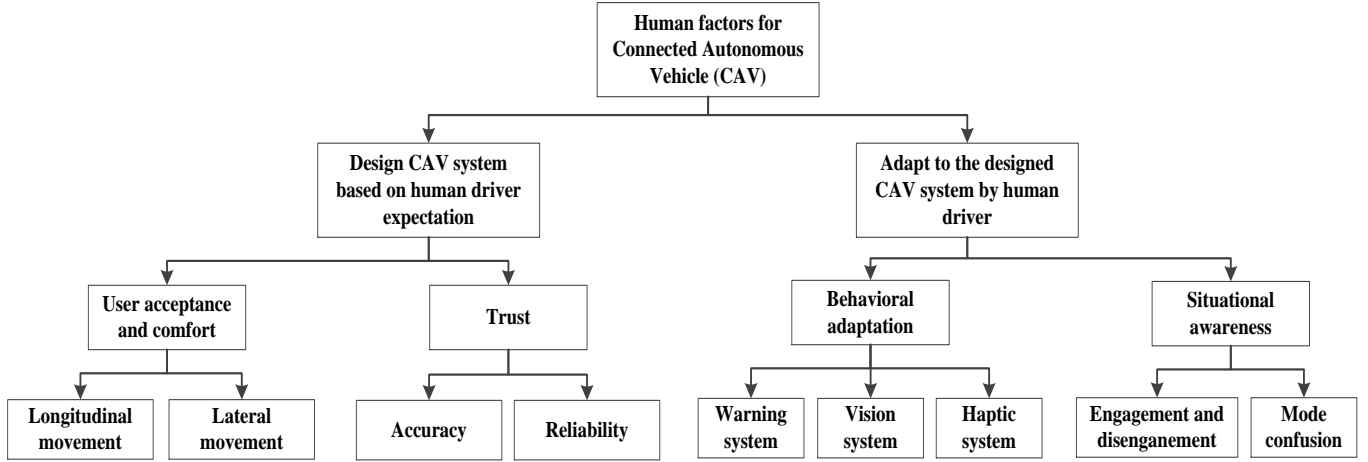 Human factors for
Connected Autonomous
Vehicle (CAV)
Design CAV system
based on human driver
expectation
Adapt to the designed
CAV system by human
driver
User acceptance
and comfort
Trust
Behavioral
adaptation
Situational
awareness
Longitudinal
movement
Lateral
movement
Accuracy
Reliability
Warning
system
Vision
system
Haptic
system
Engagement and
disenganement
Mode
confusion